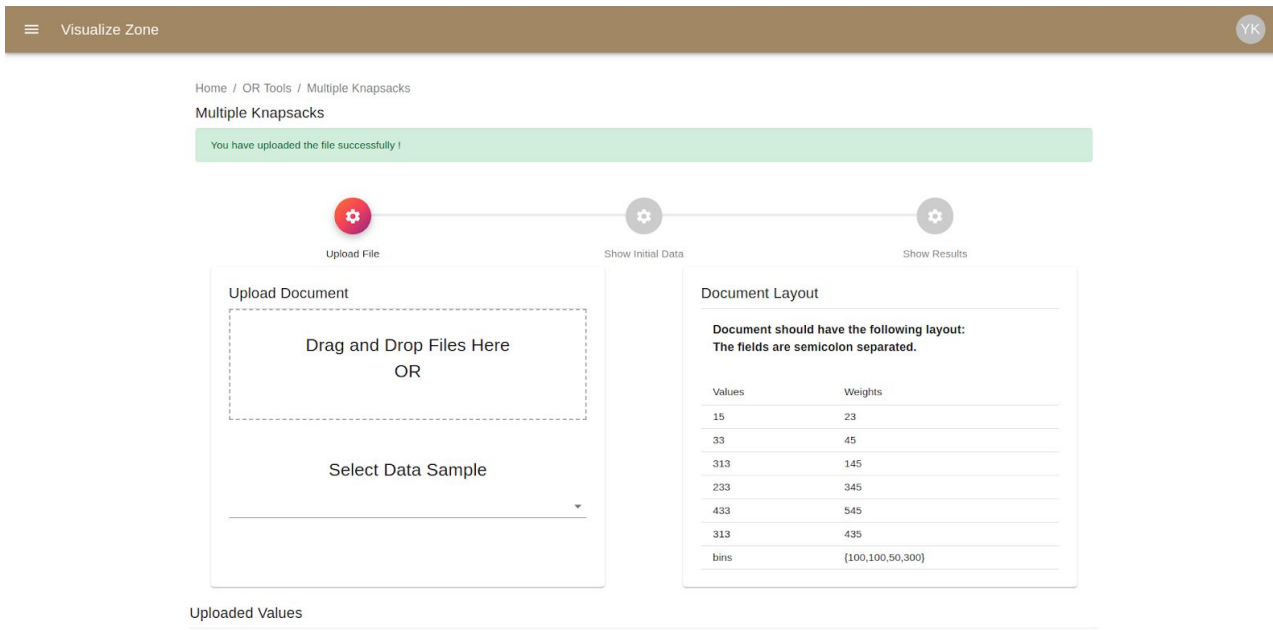 Visualize Zone
YK
Home / OR Tools / Multiple Knapsacks
Multiple Knapsacks
You have uploaded the file successfully !
Upload File
Show Initial Data
Show Results
Upload Document
Drag and Drop Files Here
OR
Select Data Sample
Document Layout
Document should have the following layout:
The fields are semicolon separated.
Values Weights
15 23
33 45
313 145
233 345
433 545
313 435
bins {100,100,50,300}
Uploaded Values